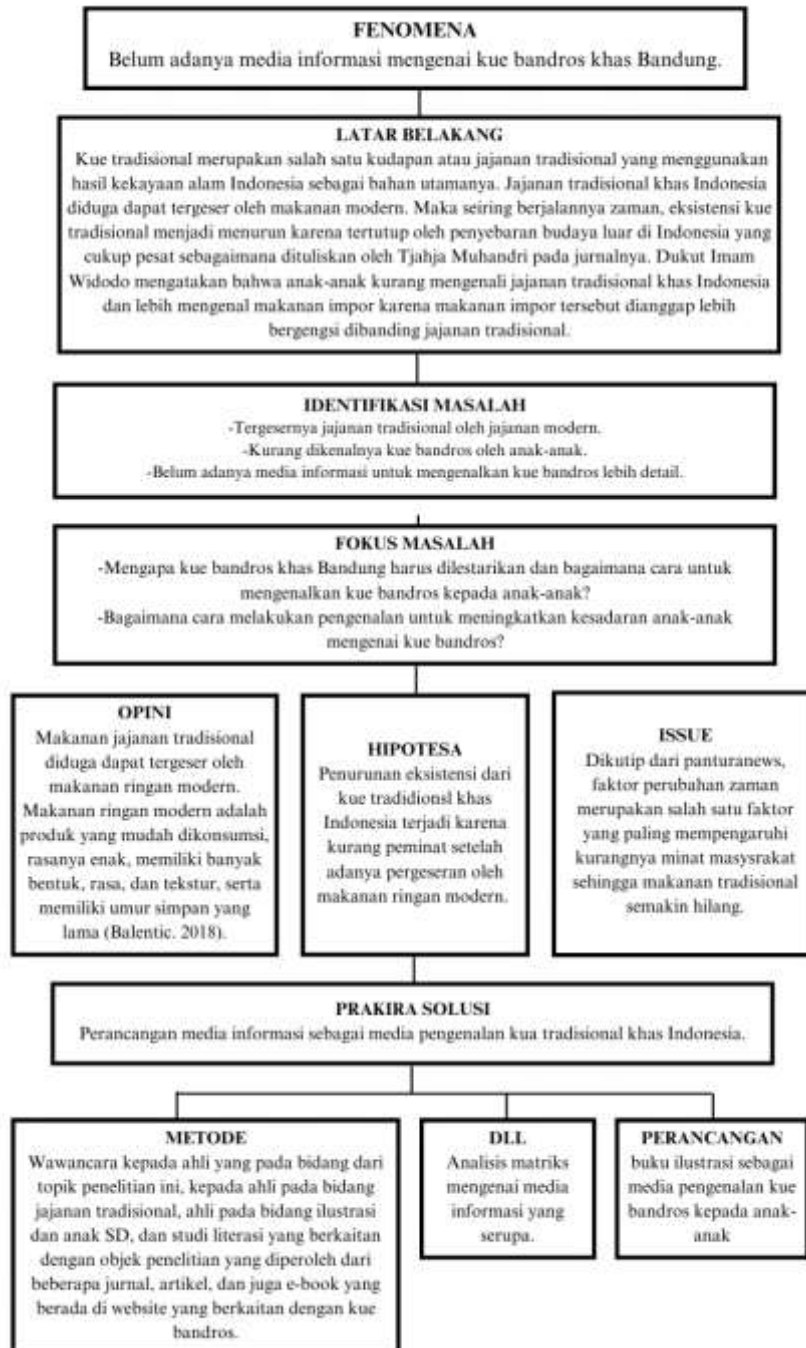 FENOMENA
Belum adanya media informasi mengenai kue bandros khas Bandung.
LATAR BELAKANG
Kue tradisional merupakan salah satu kudapan atau jajanan tradisional yang menggunakan
hasil kekayaan alam Indonesia sebagai bahan utamanya. Jajanan tradisional khas Indonesia
diduga dapat tergeser oleh makanan modern. Maka seiring berjalannya zaman, eksistensi kue
tradisional menjadi menurun karena tertutup oleh penyebaran budaya luar di Indonesia yang
cukup pesat sebagaimana dituliskan oleh Tjahja Muhandri pada jurnalnya. Dukut Imam
Widodo mengatakan bahwa anak-anak kurang mengenali jajanan tradisional khas Indonesia
dan lebih mengenal makanan impor karena makanan impor tersebut dianggap lebih
bergengsi dibanding jajanan tradisional.
IDENTIFIKASI MASALAH
-Tergesernya jajanan tradisional oleh jajanan modern.
-Kurang dikenalnya kue bandros oleh anak-anak.
-Belum adanya media informasi untuk mengenalkan kue bandros lebih detail.
FOKUS MASALAH
-Mengapa kue bandros khas Bandung harus dilestarikan dan bagaimana cara untuk
mengenalkan kue bandros kepada anak-anak?
-Bagaimana cara melakukan pengenalan untuk meningkatkan kesadaran anak-anak
mengenai kue bandros?
OPINI
Makanan jajanan tradisional
diduga dapat tergeser oleh
makanan ringan modern.
Makanan ringan modern adalah
produk yang mudah dikonsumsi,
rasanya enak, memiliki banyak
bentuk, rasa, dan tekstur, serta
memiliki umur simpan yang
lama (Balentic. 2018).
HIPOTESA
Penurunan eksistensi dari
kue tradidionsl khas
Indonesia terjadi karena
kurang peminat setelah
adanya pergeseran oleh
makanan ringan modern.
ISSUE
Dikutip dari panturanews,
faktor perubahan zaman
merupakan salah satu faktor
yang paling mempengaruhi
kurangnya minat masysrakat
sehingga makanan tradisional
semakin hilang.
PRAKIRA SOLUSI
Perancangan media informasi sebagai media pengenalan kua tradisional khas Indonesia.
METODE
Wawancara kepada ahli yang pada bidang dari
topik penelitian ini, kepada ahli pada bidang
jajanan tradisional, ahli pada bidang ilustrasi
dan anak SD, dan studi literasi yang berkaitan
dengan objek penelitian yang diperoleh dari
beberapa jurnal, artikel, dan juga e-book yang
berada di website yang berkaitan dengan kue
bandros.
DLL
Analisis matriks
mengenai media
informasi yang
serupa.
PERANCANGAN
buku ilustrasi sebagai
media pengenalan kue
bandros kepada anak-
anak